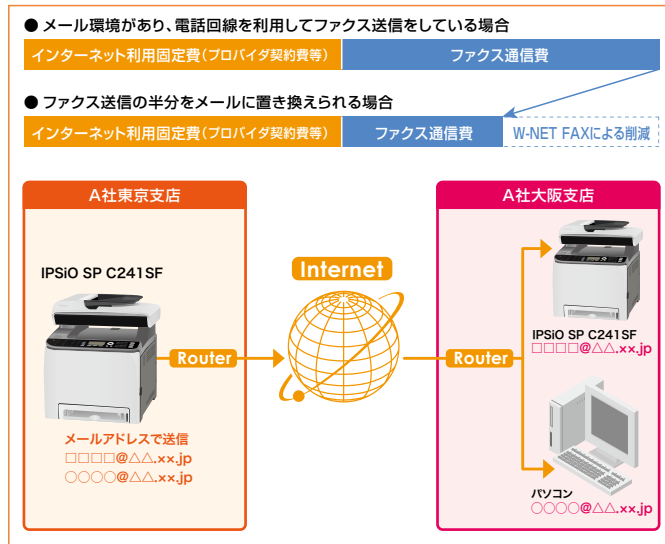 ● メール環境があり、電話回線を利用してファクス送信をしている場合
インターネット利用固定費(プロバイダ契約費等) ファクス通信費
● ファクス送信の半分をメールに置き換えられる場合
インターネット利用固定費(プロバイダ契約費等) ファクス通信費 W-NET FAXによる削減
A社東京支店
IPSiO SP C241SF
Router
メールアドレスで送信
□□□□@△△.××.jp
○○○○@△△.××.jp
Internet
A社大阪支店
Router
IPSiO SP C241SF
□□□□@△△.××.jp
パソコン
○○○○@△△.××.jp